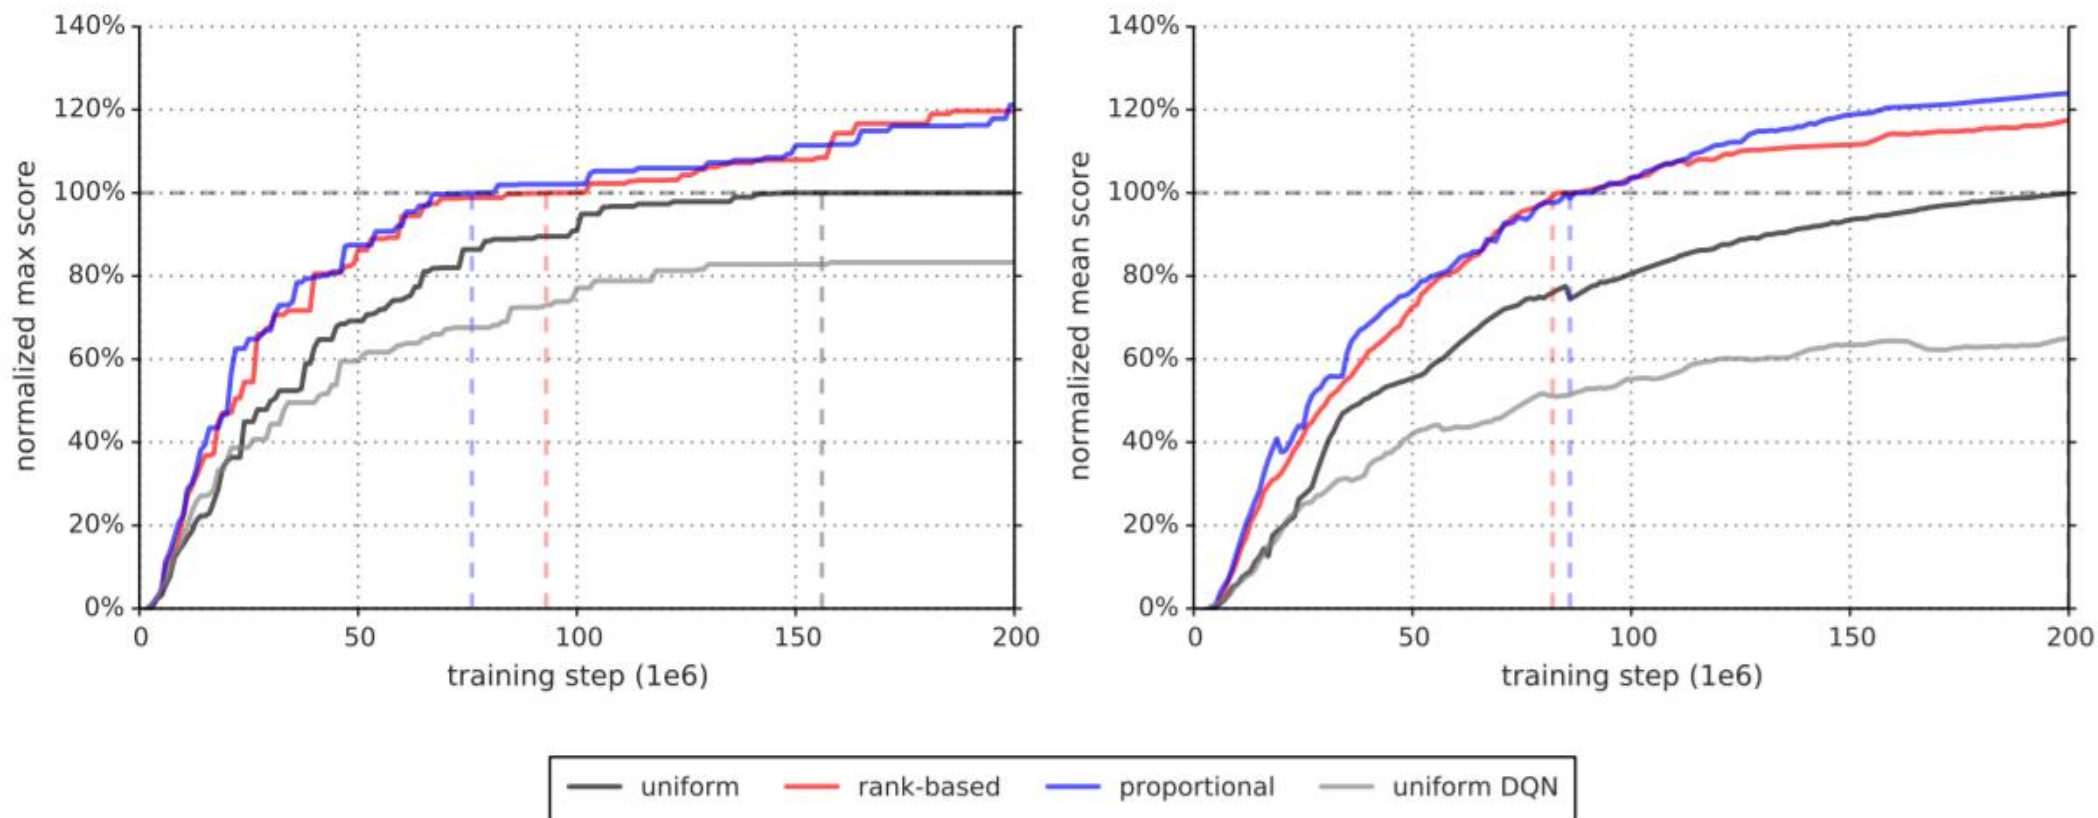 normalized max score
140%
120%
100%
80%
60%
40%
20%
0%
0 50 100 150 200
training step (1e6)
normalized mean score
140%
120%
100%
80%
60%
40%
20%
0%
0 50 100 150 200
training step (1e6)
uniform rank-based proportional uniform DQN